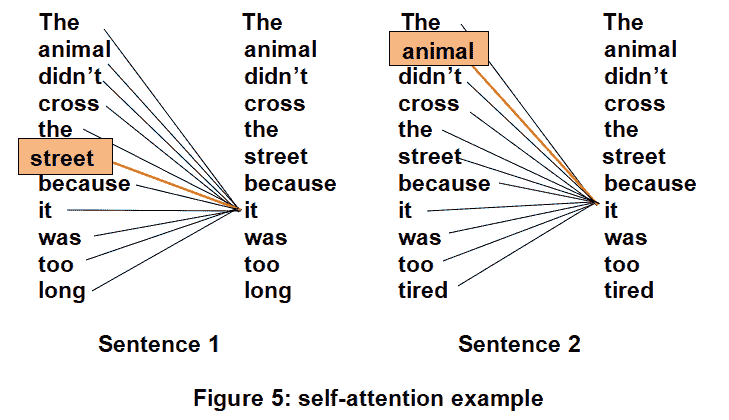 The
animal
didn't
cross
the
street
because
it
was
too
long
The
animal
didn't
cross
the
street
because
it
was
too
long
Sentence 1
The
animal
didn't
cross
the
street
because
it
was
too
tired
The
animal
didn't
cross
the
street
because
it
was
too
tired
Sentence 2
Figure 5: self-attention example